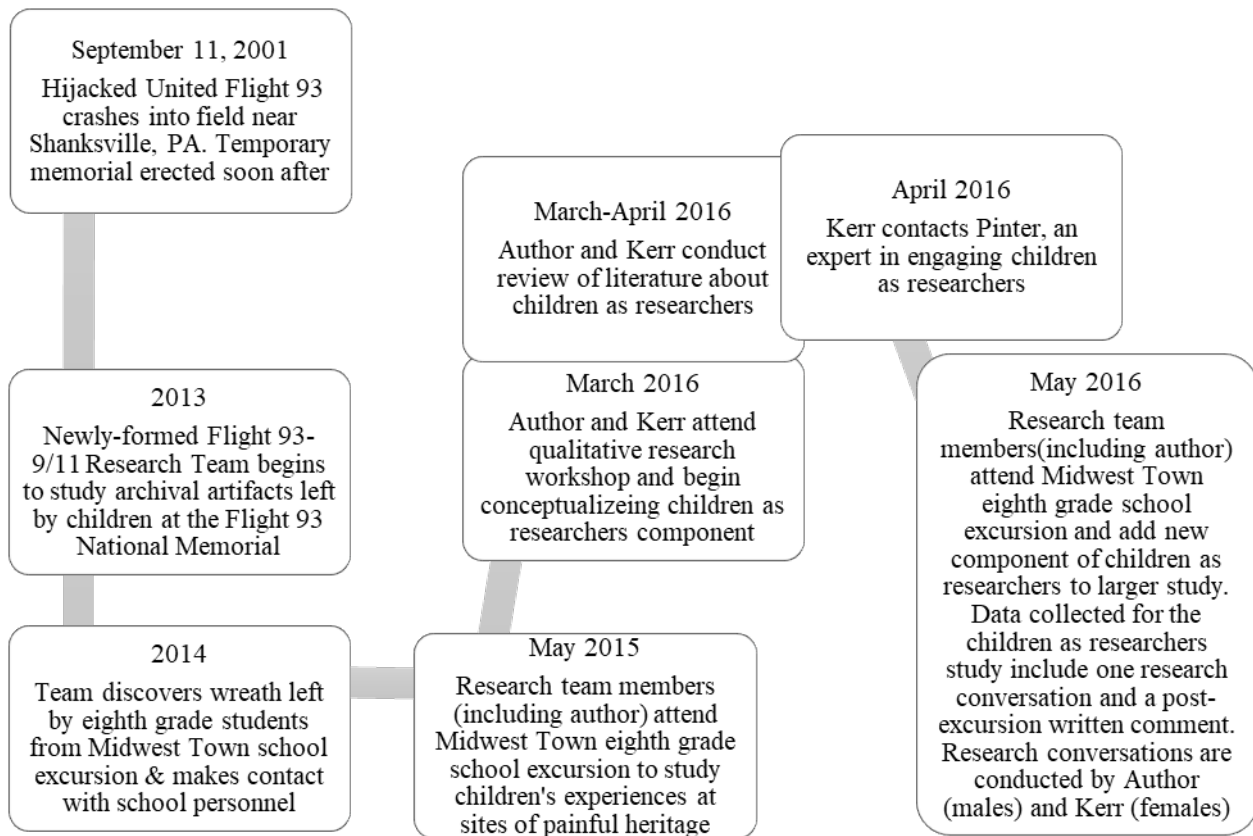 September 11, 2001
Hijacked United Flight 93
crashes into field near
Shanksville, PA. Temporary
memorial erected soon after
2013
Newly-formed Flight 93-
9/11 Research Team begins
to study archival artifacts left
by children at the Flight 93
National Memorial
2014
Team discovers wreath left
by eighth grade students
from Midwest Town school
excursion & makes contact
with school personnel
May 2015
Research team members
(including author) attend
Midwest Town eighth grade
school excursion to study
children's experiences at
sites of painful heritage
March 2016
Author and Kerr attend
qualitative research
workshop and begin
conceptualizeing children as
researchers component
March-April 2016
Author and Kerr conduct
review of literature about
children as researchers
April 2016
Kerr contacts Pinter, an
expert in engaging children
as researchers
May 2016
Research team
members(including author)
attend Midwest Town
eighth grade school
excursion and add new
component of children as
researchers to larger study.
Data collected for the
children as researchers
study include one research
conversation and a post-
excursion written comment.
Research conversations are
conducted by Author
(males) and Kerr (females)